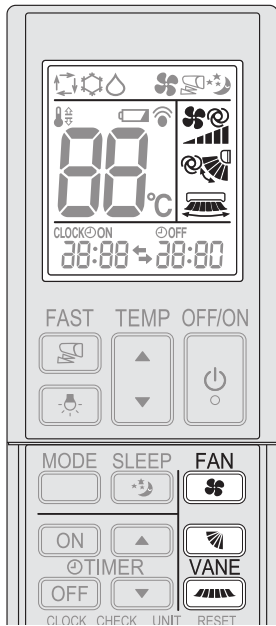 88°C
CLOCK ON OFF
88:88 88:80
FAST TEMP OFF/ON
MODE SLEEP FAN
ON
TIMER VANE
OFF
CLOCK CHECK UNIT RESET